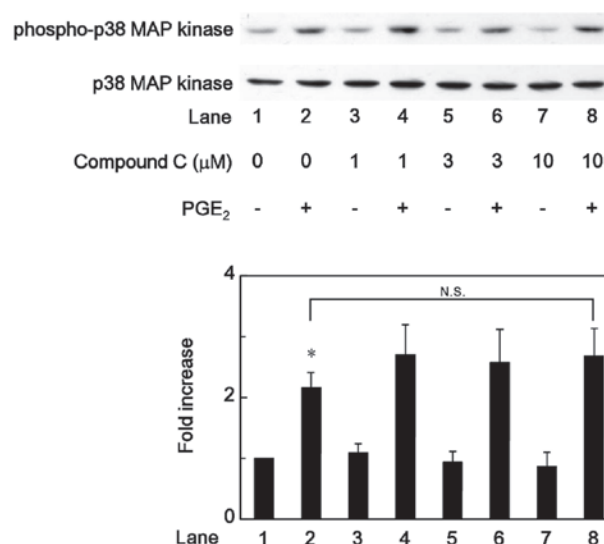 phospho-p38 MAP kinase
p38 MAP kinase
Lane 1 2 3 4 5 6 7 8
Compound C (μM) 0 0 1 1 3 3 10 10
PGE₂ - + - + - + - +
4
N.S.
*
2
Fold increase
0
Lane 1 2 3 4 5 6 7 8